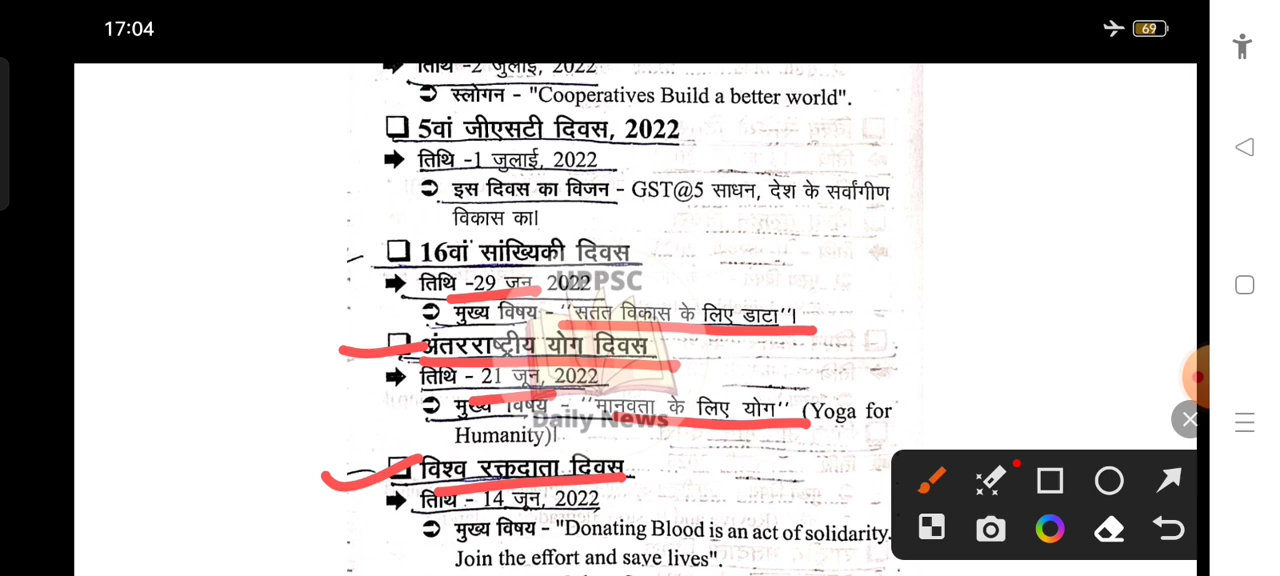 17:04
69
तिथि -2 जुलाई, 2022
स्लोगन - "Cooperatives Build a better world".
5वां जीएसटी दिवस, 2022
तिथि -1 जुलाई, 2022
इस दिवस का विजन - GST@5 साधन, देश के सर्वांगीण
विकास का।
16वां सांख्यिकी दिवस
तिथि -29 जून 2022
UPPSC
मुख्य विषय - "सतत विकास के लिए डाटा"।
अंतरराष्ट्रीय योग दिवस
तिथि - 21 जून, 2022
मुख्य विषय - "मानवता के लिए योग" (Yoga for
Daily News
Humanity)।
विश्व रक्तदाता दिवस
तिथि - 14 जून, 2022
मुख्य विषय - "Donating Blood is an act of solidarity.
Join the effort and save lives".